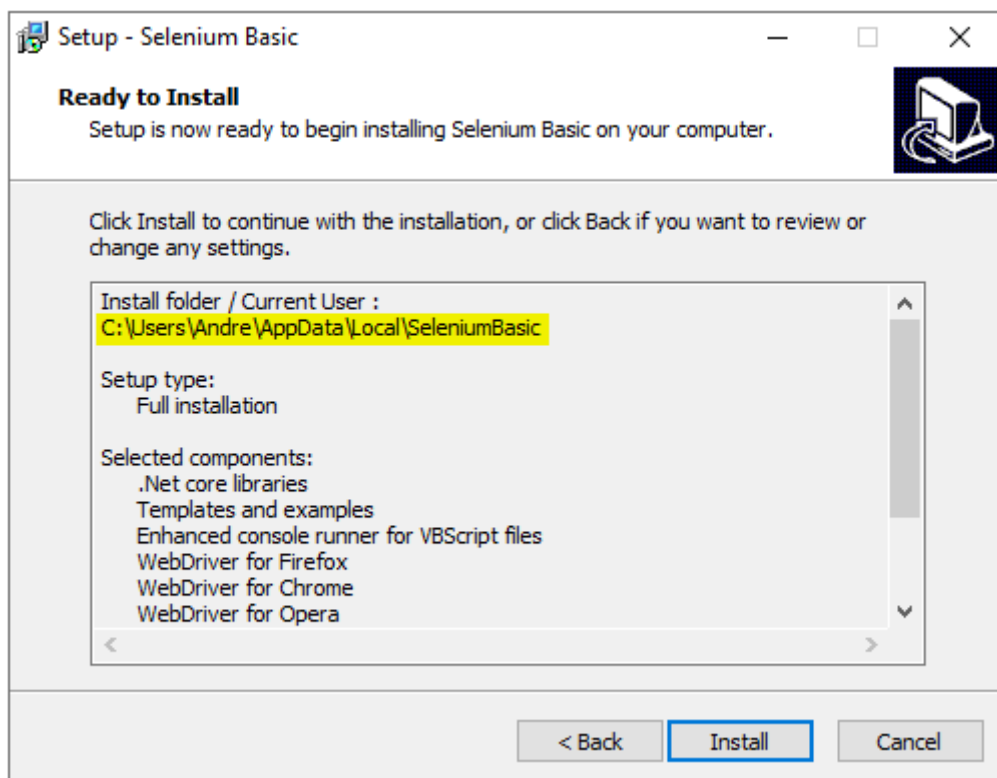 Setup - Selenium Basic
Ready to Install
Setup is now ready to begin installing Selenium Basic on your computer.
Click Install to continue with the installation, or click Back if you want to review or
change any settings.
Install folder / Current User :
C:\Users\Andre\AppData\Local\SeleniumBasic
Setup type:
Full installation
Selected components:
.Net core libraries
Templates and examples
Enhanced console runner for VBScript files
WebDriver for Firefox
WebDriver for Chrome
WebDriver for Opera
< Back Install Cancel